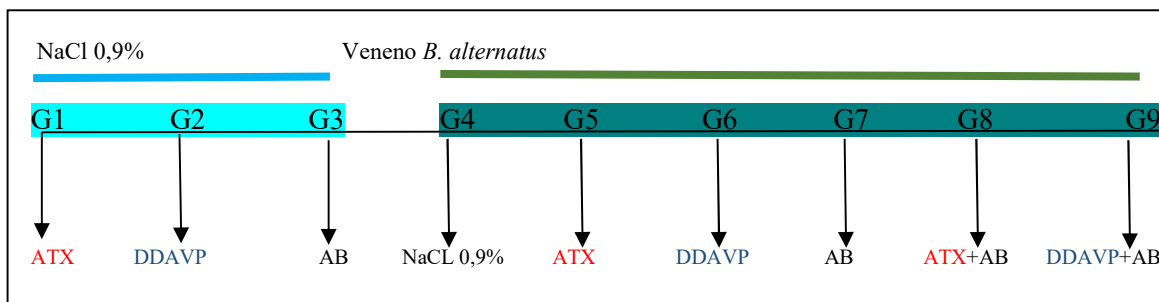 NaCl 0,9% Veneno B. alternatus
G1 G2 G3 G4 G5 G6 G7 G8 G9
ATX DDAVP AB NaCL 0,9% ATX DDAVP AB ATX+AB DDAVP+AB